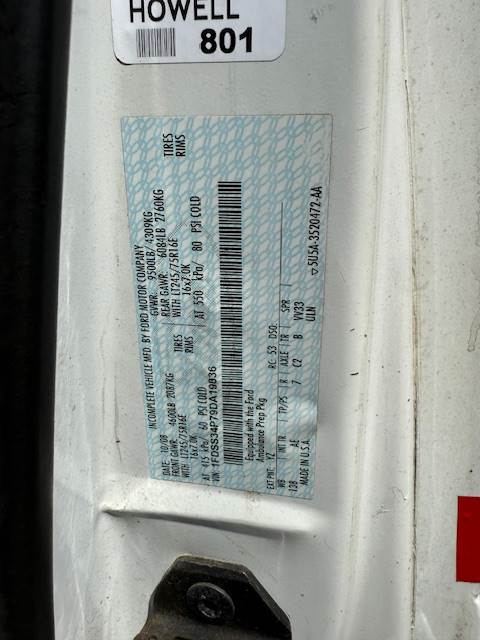 HOWELL
801
INCOMPLETE VEHICLE MFD. BY FORD MOTOR COMPANY
DATE: 10/08 GVWR: 9500LB/ 4309KG
FRONT GAWR: 4600LB 2087KG REAR GAWR: 6084LB 2760KG
WITH LT245/75R16E TIRES WITH LT245/75R16E TIRES
16x7.0K RIMS 16x7.0K RIMS
AT 415 kPa/ 60 PSI COLD AT 550 kPa/ 80 PSI COLD
VIN: 1FDSS34P79DA19836
Equipped with the Ford
Ambulance Prep Pkg
EXT PNT: YZ RC: 53 DSO:
WB INT TR TP/PS R AXLE TR SPR
138 AE 7 C2 B VV33
MADE IN U.S.A. ULN
5U5A-3520472-AA